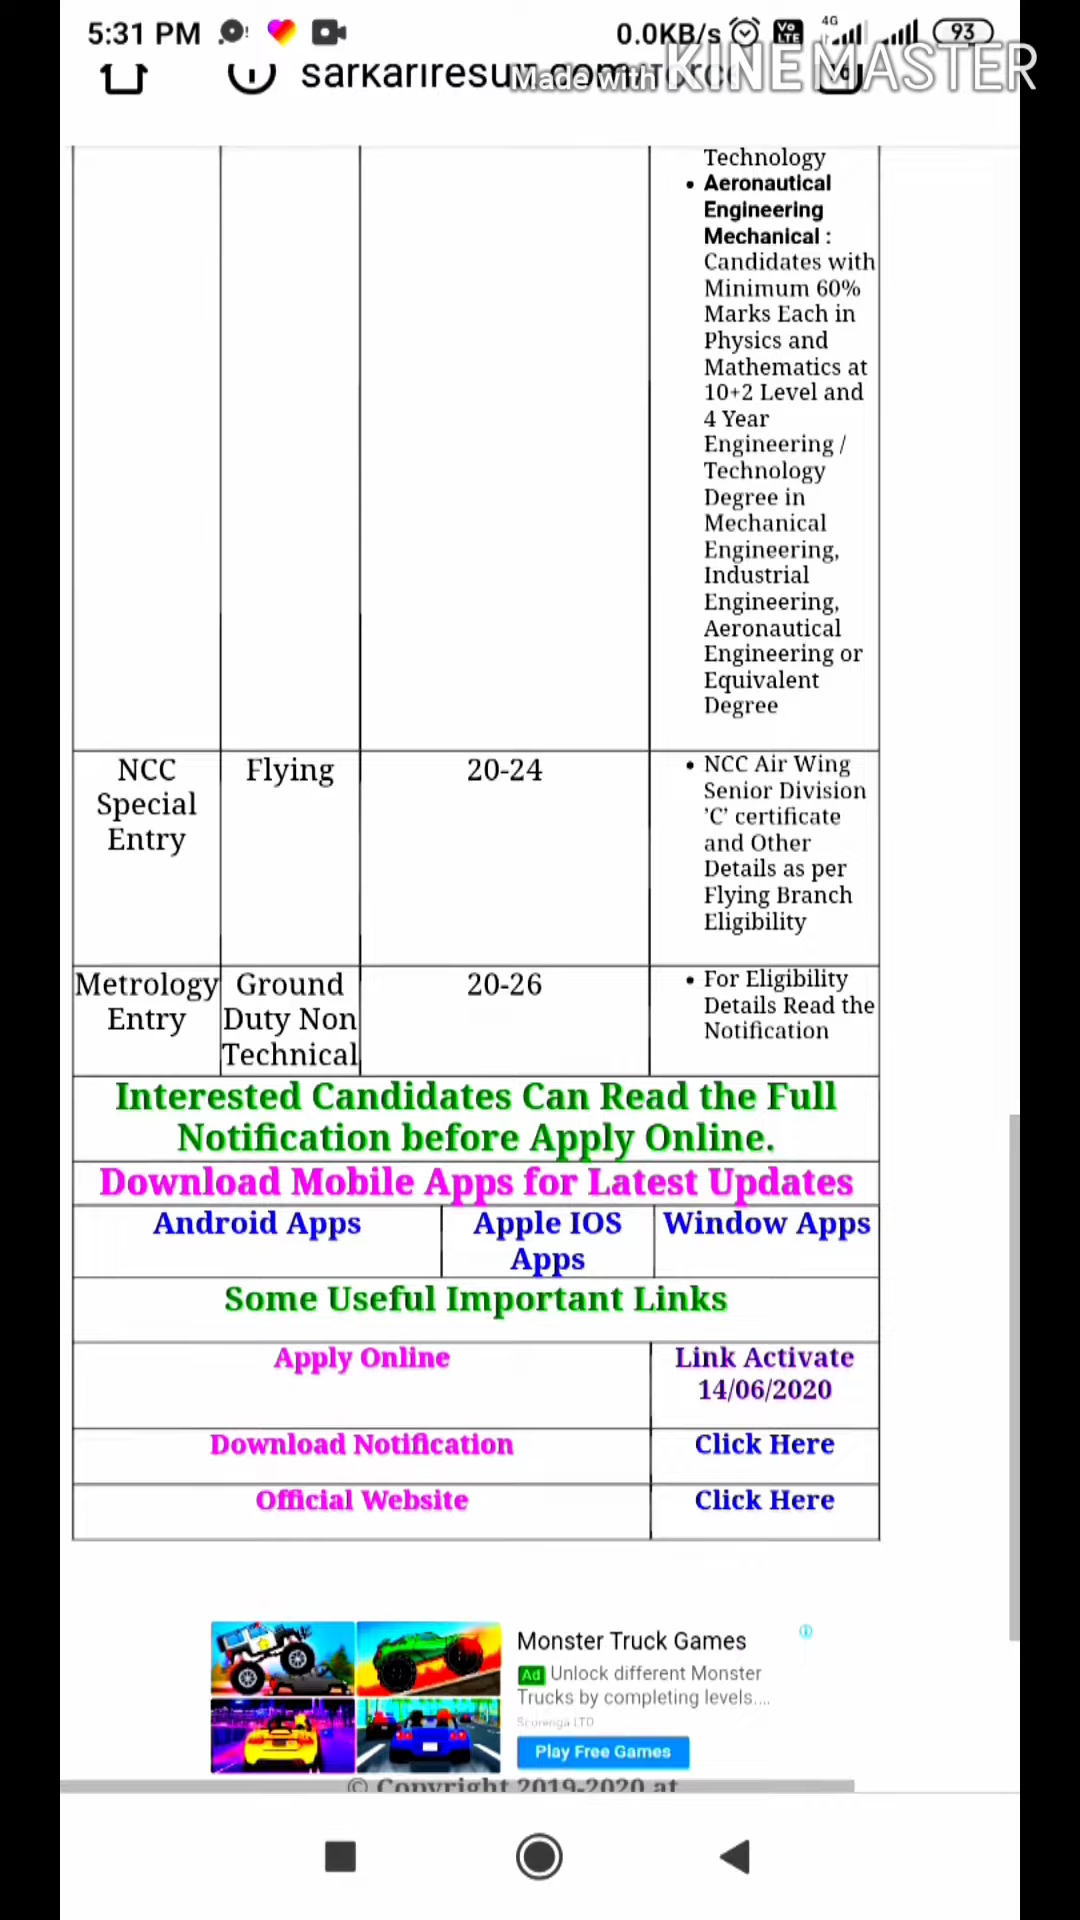 5:31 PM
0.0KB/s
4G
93
Made with KINEMASTER
Technology
• Aeronautical
Engineering
Mechanical :
Candidates with
Minimum 60%
Marks Each in
Physics and
Mathematics at
10+2 Level and
4 Year
Engineering /
Technology
Degree in
Mechanical
Engineering,
Industrial
Engineering,
Aeronautical
Engineering or
Equivalent
Degree
NCC
Special
Entry
Flying
20-24
• NCC Air Wing
Senior Division
'C' certificate
and Other
Details as per
Flying Branch
Eligibility
Metrology
Entry
Ground
Duty Non
Technical
20-26
• For Eligibility
Details Read the
Notification
Interested Candidates Can Read the Full
Notification before Apply Online.
Download Mobile Apps for Latest Updates
Android Apps
Apple IOS
Apps
Window Apps
Some Useful Important Links
Apply Online
Link Activate
14/06/2020
Download Notification
Click Here
Official Website
Click Here
Monster Truck Games
Ad Unlock different Monster
Trucks by completing levels....
Scorenga LTD
Play Free Games
© Copyright 2019-2020 at